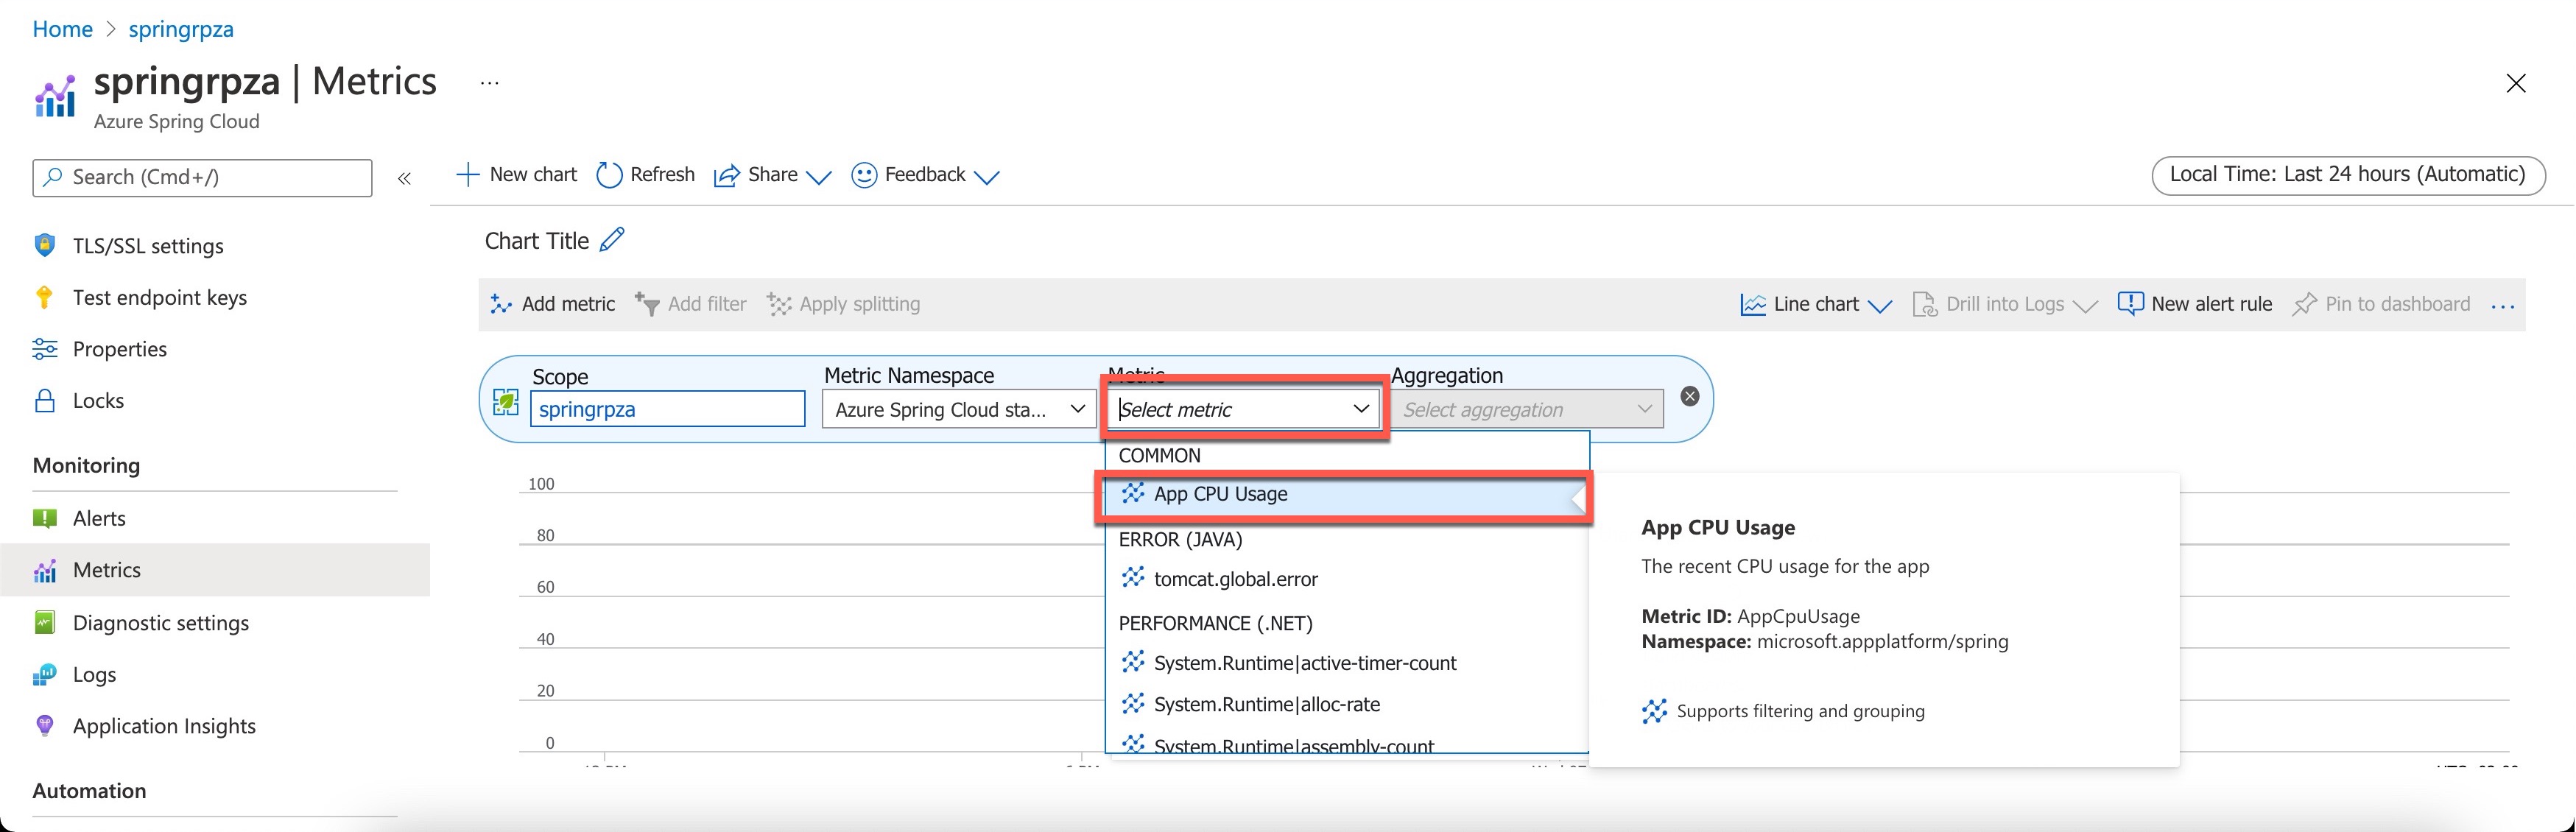 Home > springrpza
springrpza | Metrics ...
Azure Spring Cloud
Search (Cmd+/)
«
New chart
Refresh
Share
Feedback
Local Time: Last 24 hours (Automatic)
TLS/SSL settings
Test endpoint keys
Properties
Locks
Monitoring
Alerts
Metrics
Diagnostic settings
Logs
Application Insights
Automation
Chart Title
Add metric
Add filter
Apply splitting
Line chart
Drill into Logs
New alert rule
Pin to dashboard
...
Scope
springrpza
Metric Namespace
Azure Spring Cloud sta...
Metric
Select metric
Aggregation
Select aggregation
100
80
60
40
20
0
COMMON
App CPU Usage
ERROR (JAVA)
tomcat.global.error
PERFORMANCE (.NET)
System.Runtime|active-timer-count
System.Runtime|alloc-rate
System.Runtime|assembly-count
App CPU Usage
The recent CPU usage for the app
Metric ID: AppCpuUsage
Namespace: microsoft.appplatform/spring
Supports filtering and grouping